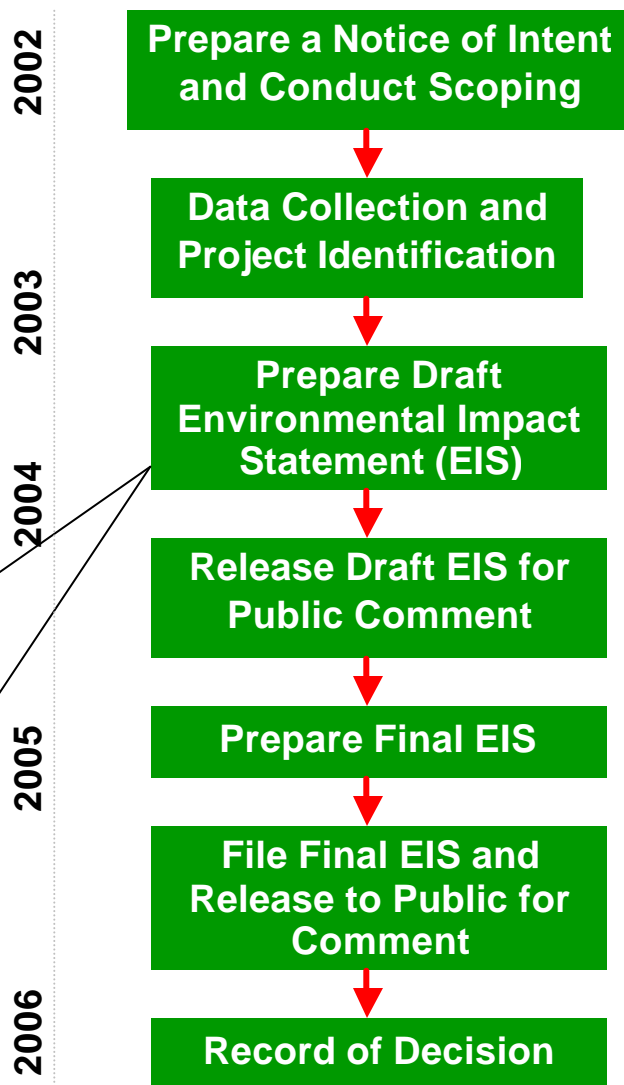 2002
Prepare a Notice of Intent
and Conduct Scoping
Data Collection and
Project Identification
2003
Prepare Draft
Environmental Impact
Statement (EIS)
2004
Release Draft EIS for
Public Comment
2005
Prepare Final EIS
File Final EIS and
Release to Public for
Comment
2006
Record of Decision